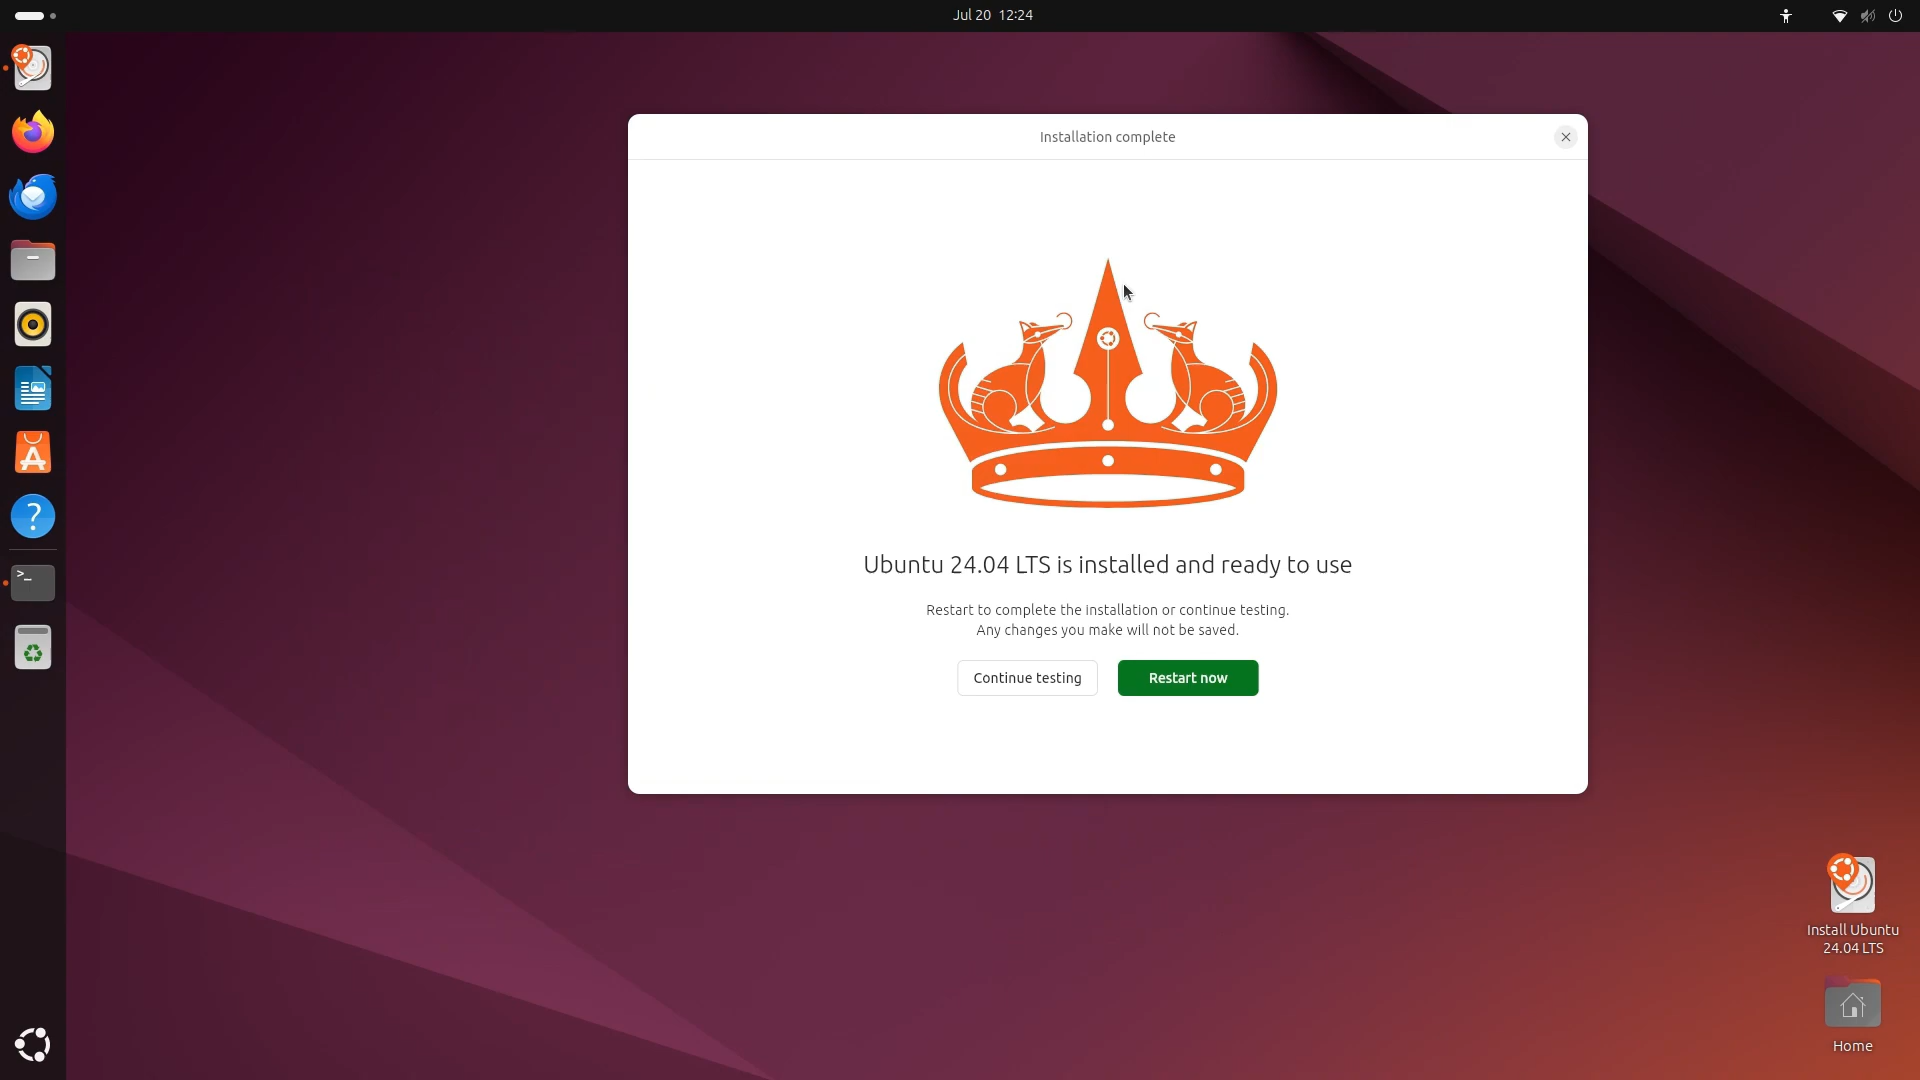 Jul 20 12:24
Installation complete
Ubuntu 24.04 LTS is installed and ready to use
Restart to complete the installation or continue testing.
Any changes you make will not be saved.
Continue testing
Restart now
Install Ubuntu
24.04 LTS
Home